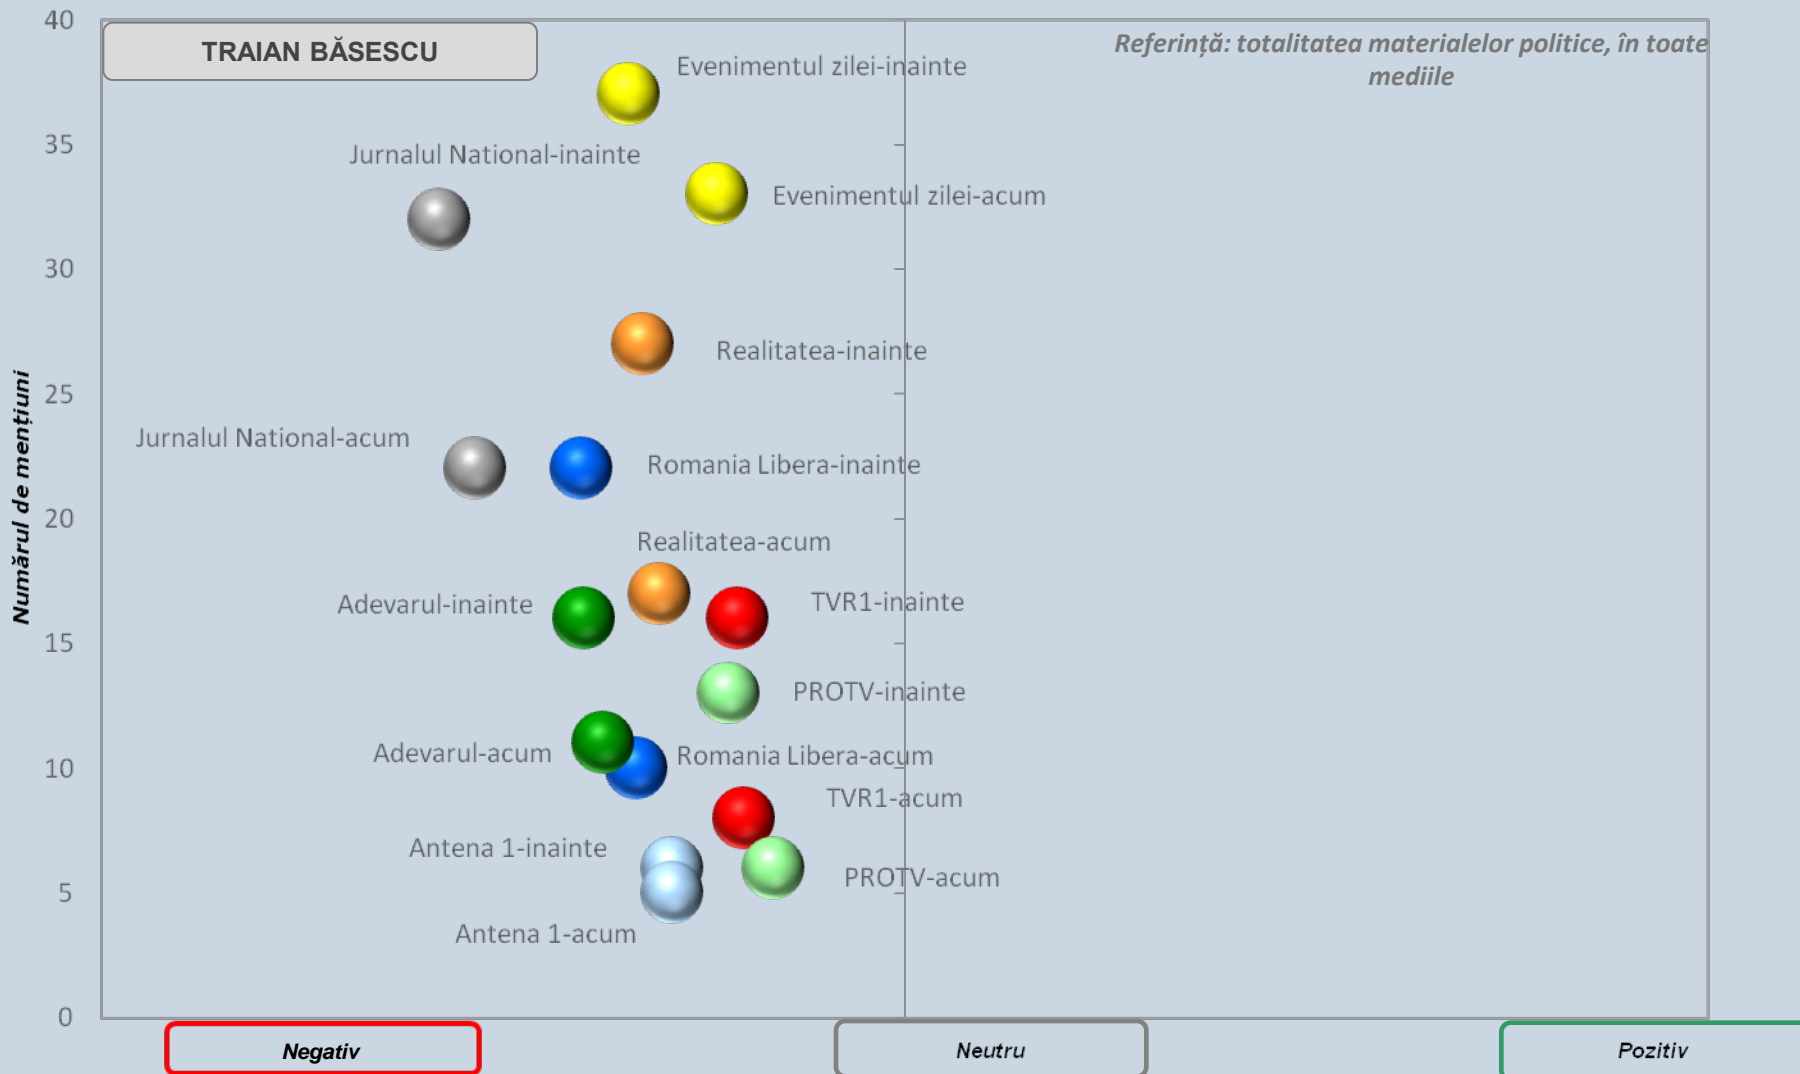 TRAIAN BĂSESCU
Referință: totalitatea materialelor politice, în toate
mediile
Numărul de mențiuni
40
35
30
25
20
15
10
5
0
Evenimentul zilei-inainte
Jurnalul National-inainte
Evenimentul zilei-acum
Realitatea-inainte
Jurnalul National-acum
Romania Libera-inainte
Realitatea-acum
Adevarul-inainte
TVR1-inainte
PROTV-inainte
Adevarul-acum
Romania Libera-acum
TVR1-acum
Antena 1-inainte
PROTV-acum
Antena 1-acum
Negativ
Neutru
Pozitiv